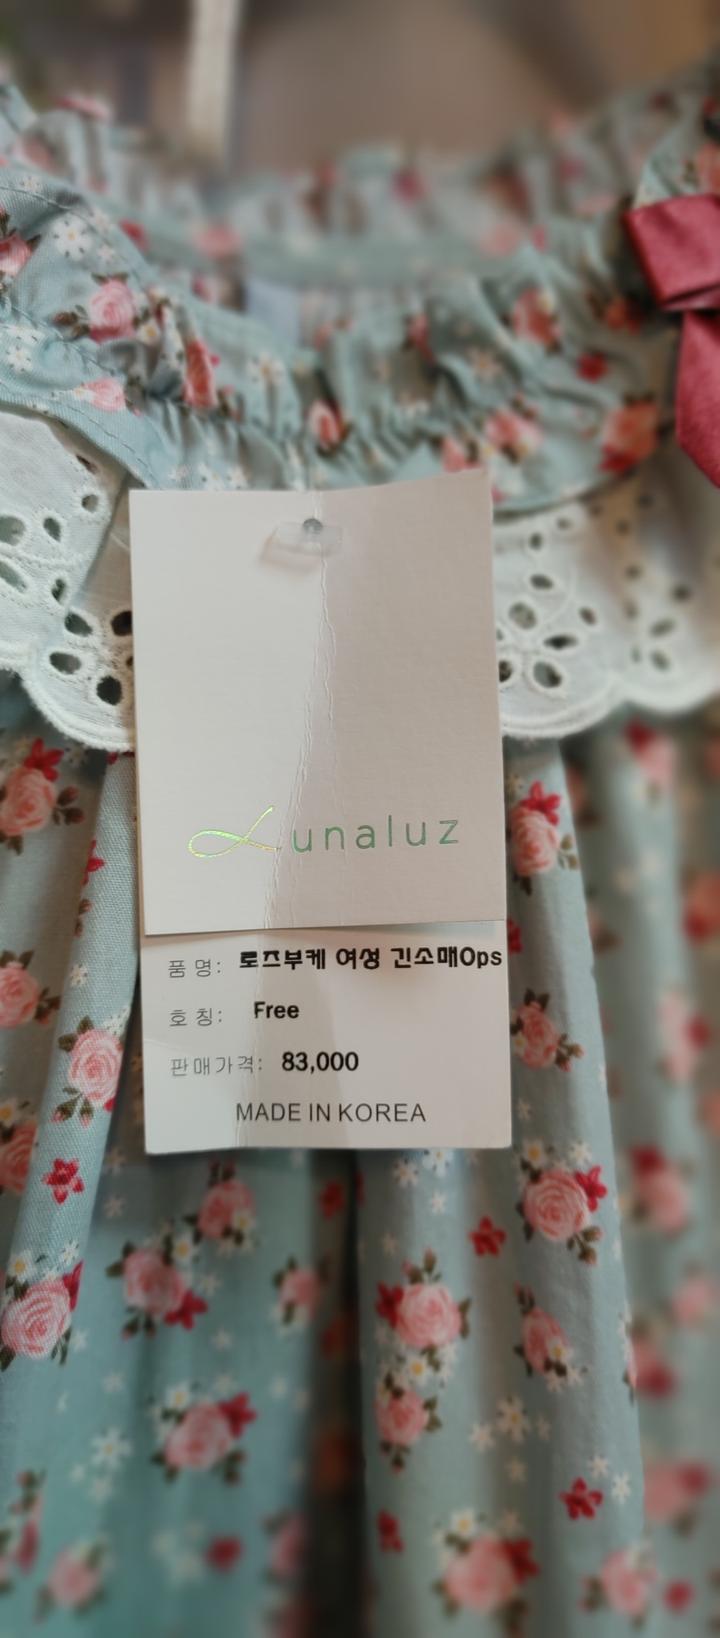 Lunaluz
품 명: 로즈부케 여성 긴소매Ops
호 칭: Free
판매가격: 83,000
MADE IN KOREA